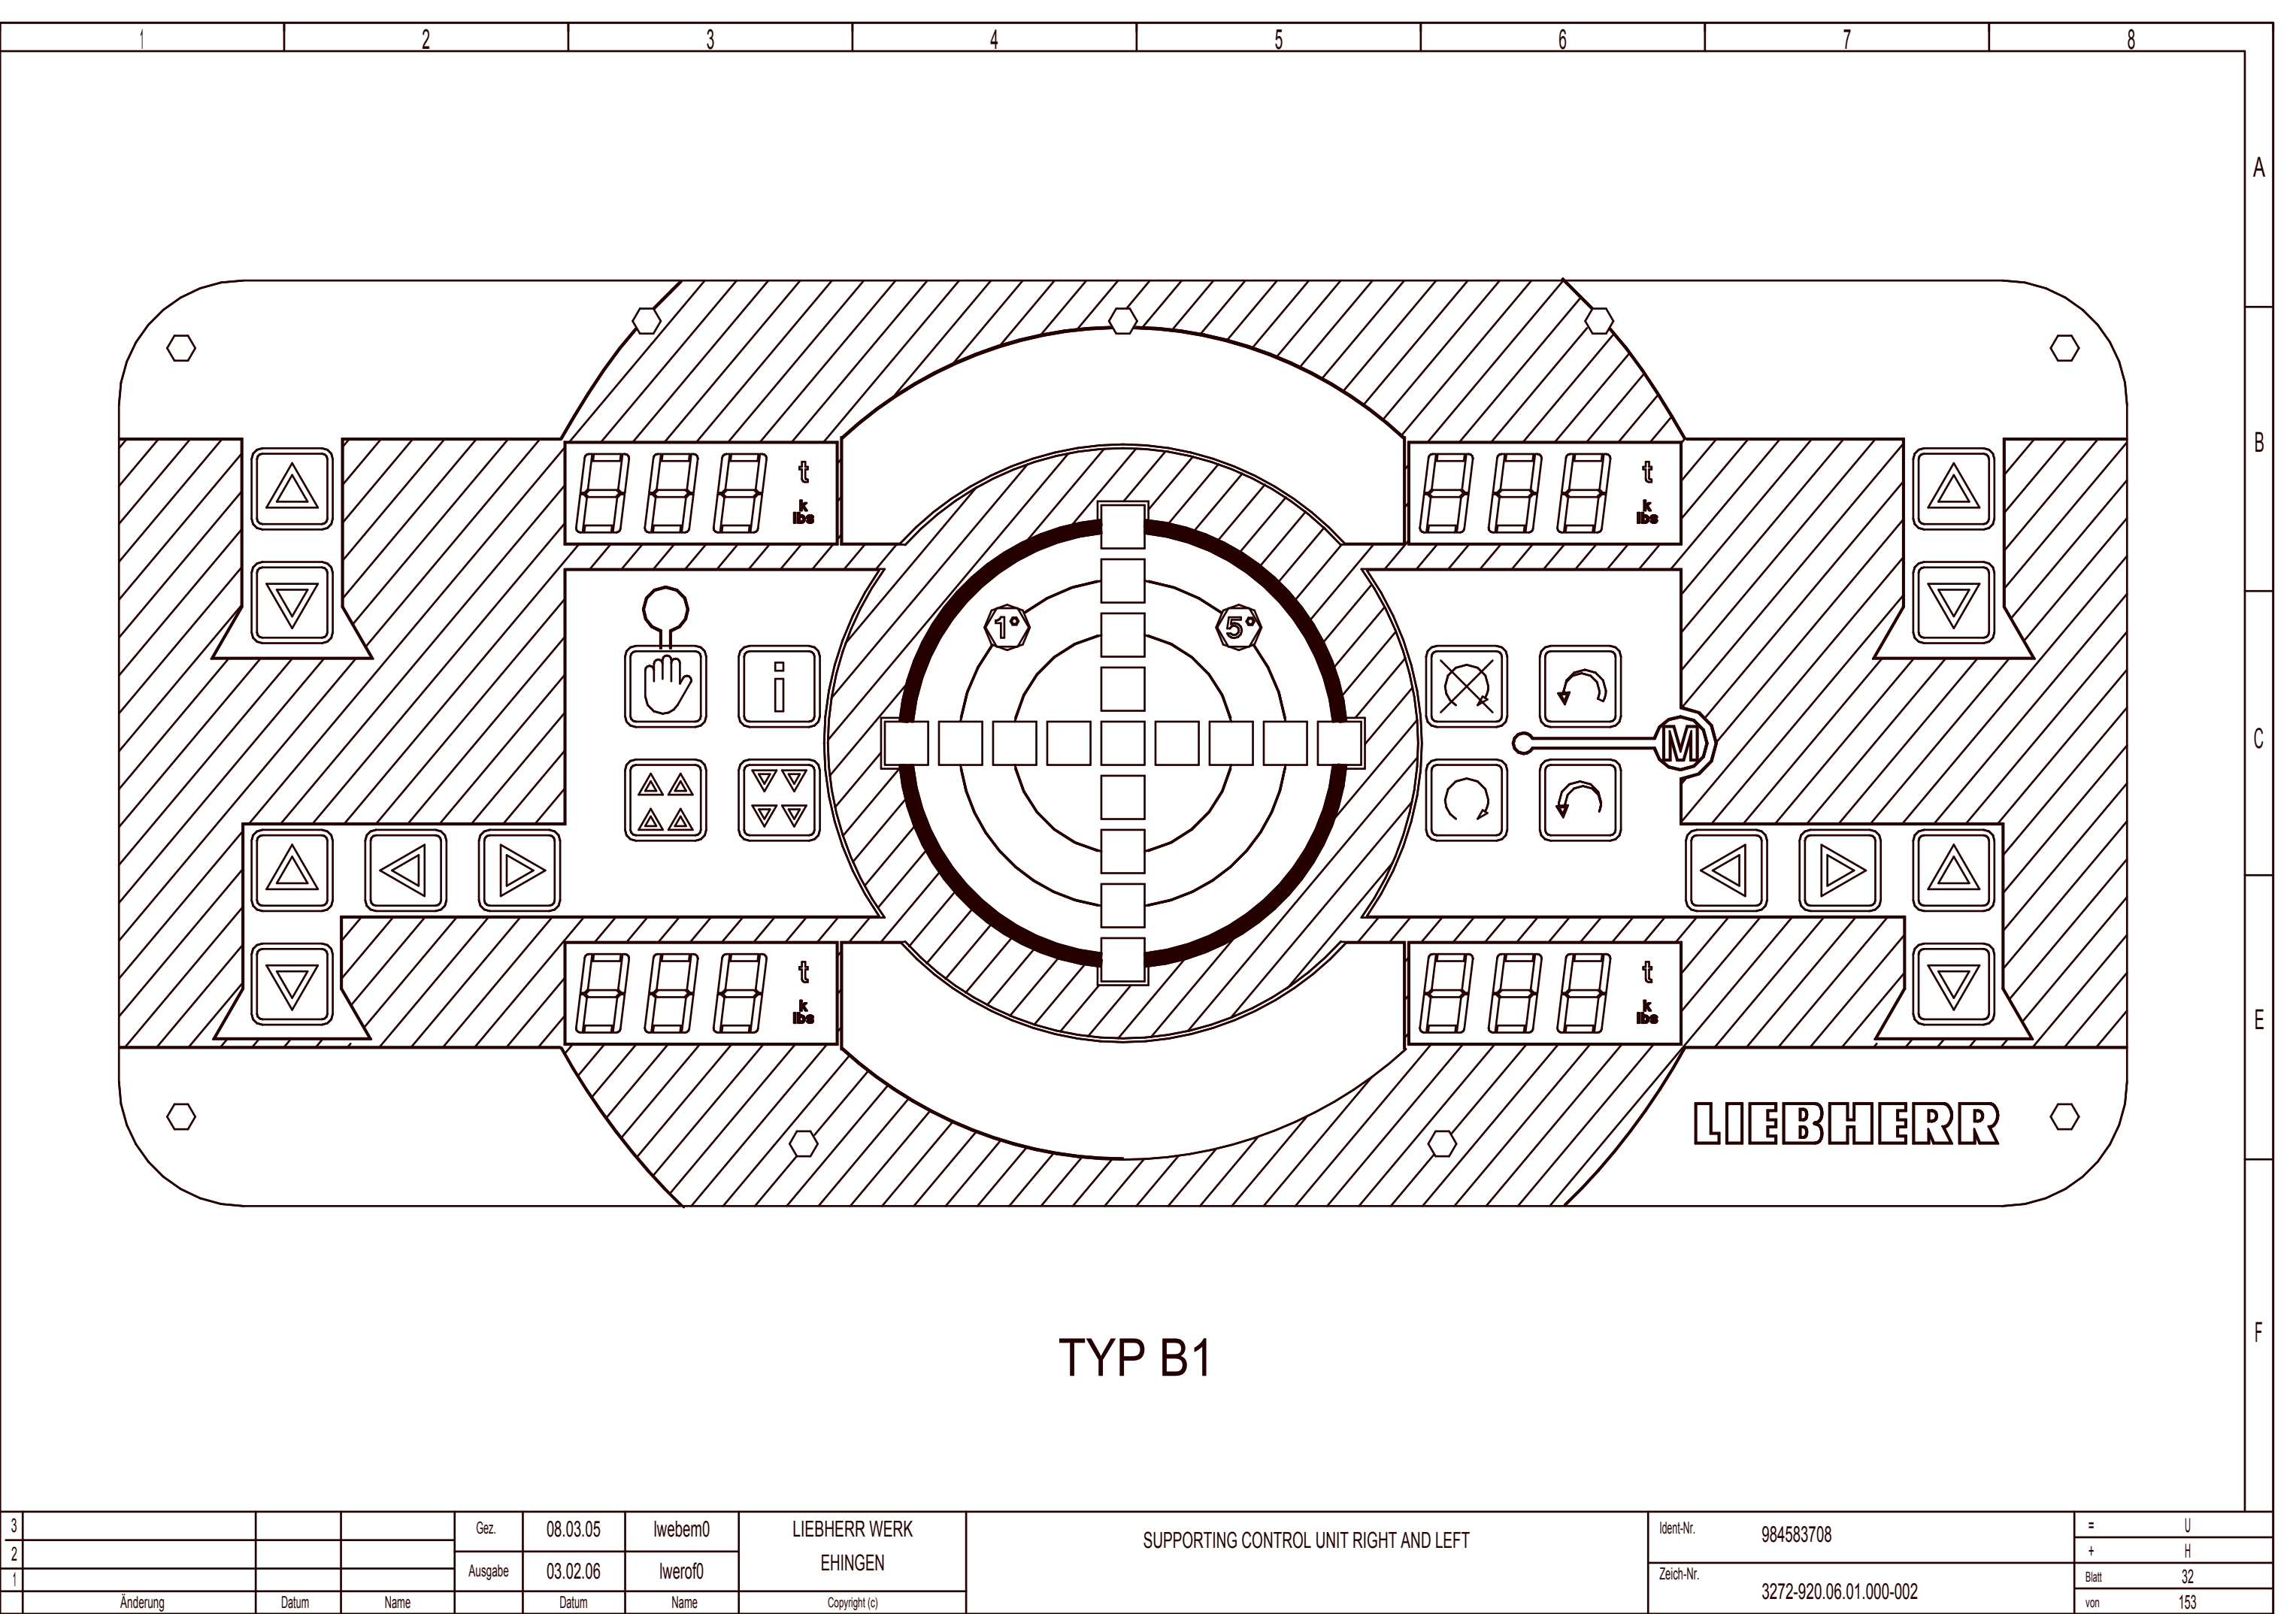 1 2 3 4 5 6 7 8
A
B
C
E
F
t t
k k
lbs lbs
1° 5°
i
M
t t
k k
lbs lbs
LIEBHERR
TYP B1
3 Gez. 08.03.05 lwebem0 LIEBHERR WERK
2 Ausgabe 03.02.06 lwerof0 EHINGEN
1
Änderung Datum Name Datum Name Copyright (c)
SUPPORTING CONTROL UNIT RIGHT AND LEFT
Ident-Nr. 984583708
Zeich-Nr. 3272-920.06.01.000-002
= U
+ H
Blatt 32
von 153